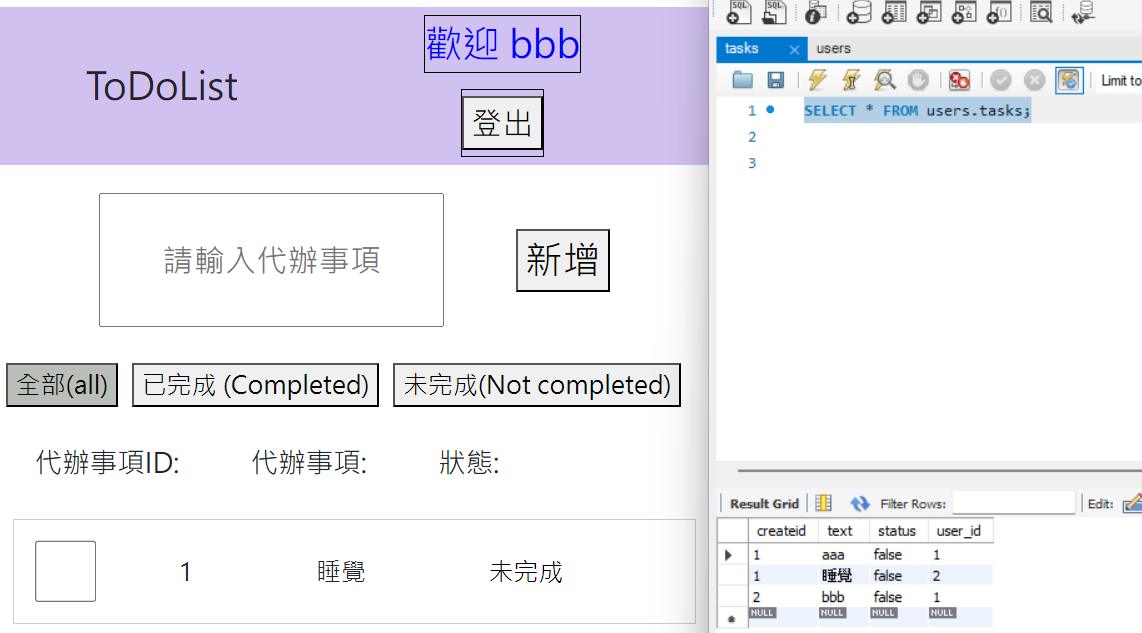 歡迎 bbb
ToDoList
登出
請輸入代辦事項
新增
全部(all)
已完成 (Completed)
未完成(Not completed)
代辦事項ID:
代辦事項:
狀態:
1
睡覺
未完成
SQL
SQL
tasks
users
Limit to
1
SELECT * FROM users.tasks;
2
3
Result Grid
Filter Rows:
Edit:
createid text status user_id
1 aaa false 1
1 睡覺 false 2
2 bbb false 1
NULL NULL NULL NULL